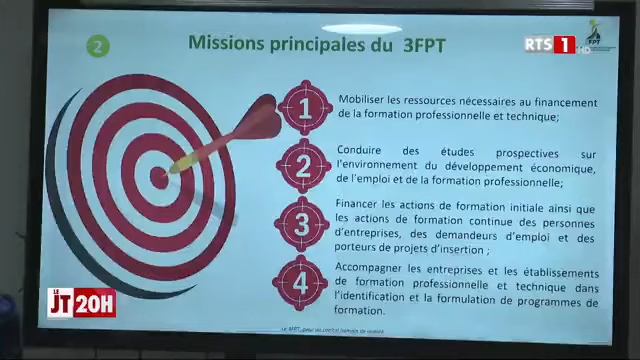 2
Missions principales du 3FPT
RTS 1
HD
FPT
1
Mobiliser les ressources nécessaires au financement
de la formation professionnelle et technique;
2
Conduire des études prospectives sur
l'environnement du développement économique,
de l'emploi et de la formation professionnelle;
3
Financer les actions de formation initiale ainsi que
les actions de formation continue des personnes
d'entreprises, des demandeurs d'emploi et des
porteurs de projets d'insertion ;
4
Accompagner les entreprises et les établissements
de formation professionnelle et technique dans
l'identification et la formulation de programmes de
formation.
LE
JT20H